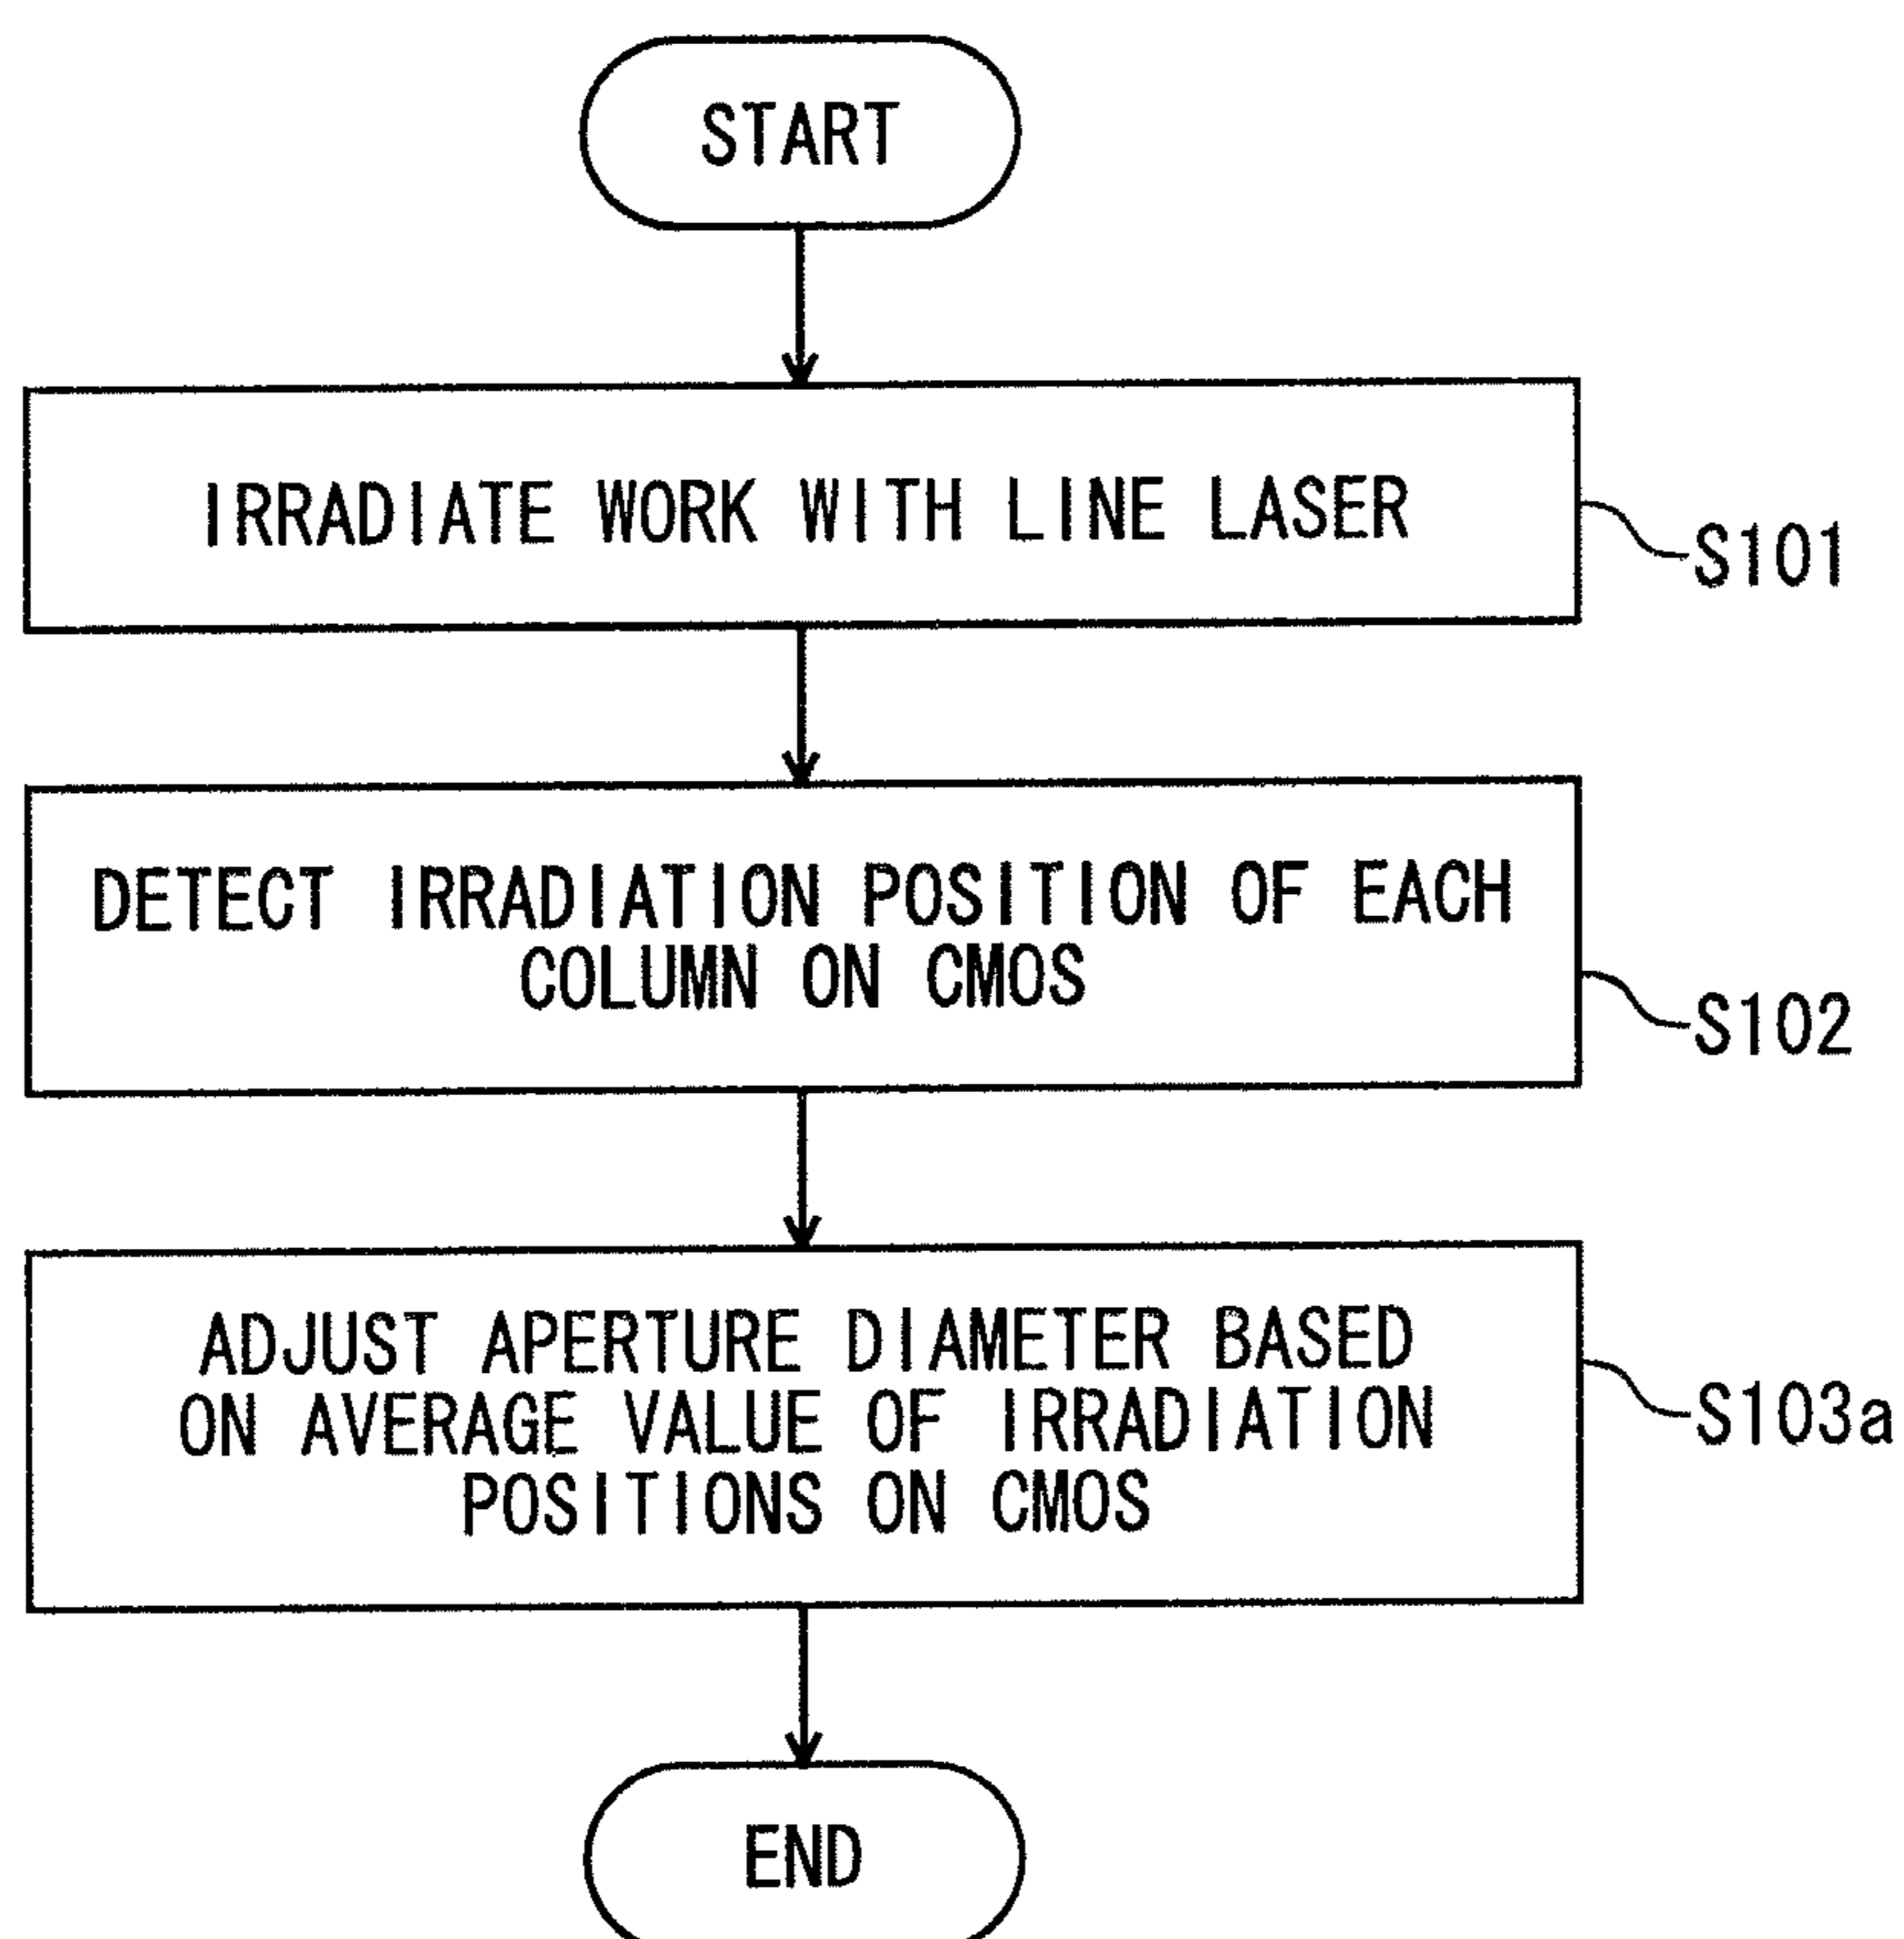 START
IRRADIATE WORK WITH LINE LASER
S101
DETECT IRRADIATION POSITION OF EACH
COLUMN ON CMOS
S102
ADJUST APERTURE DIAMETER BASED
ON AVERAGE VALUE OF IRRADIATION
POSITIONS ON CMOS
S103a
END